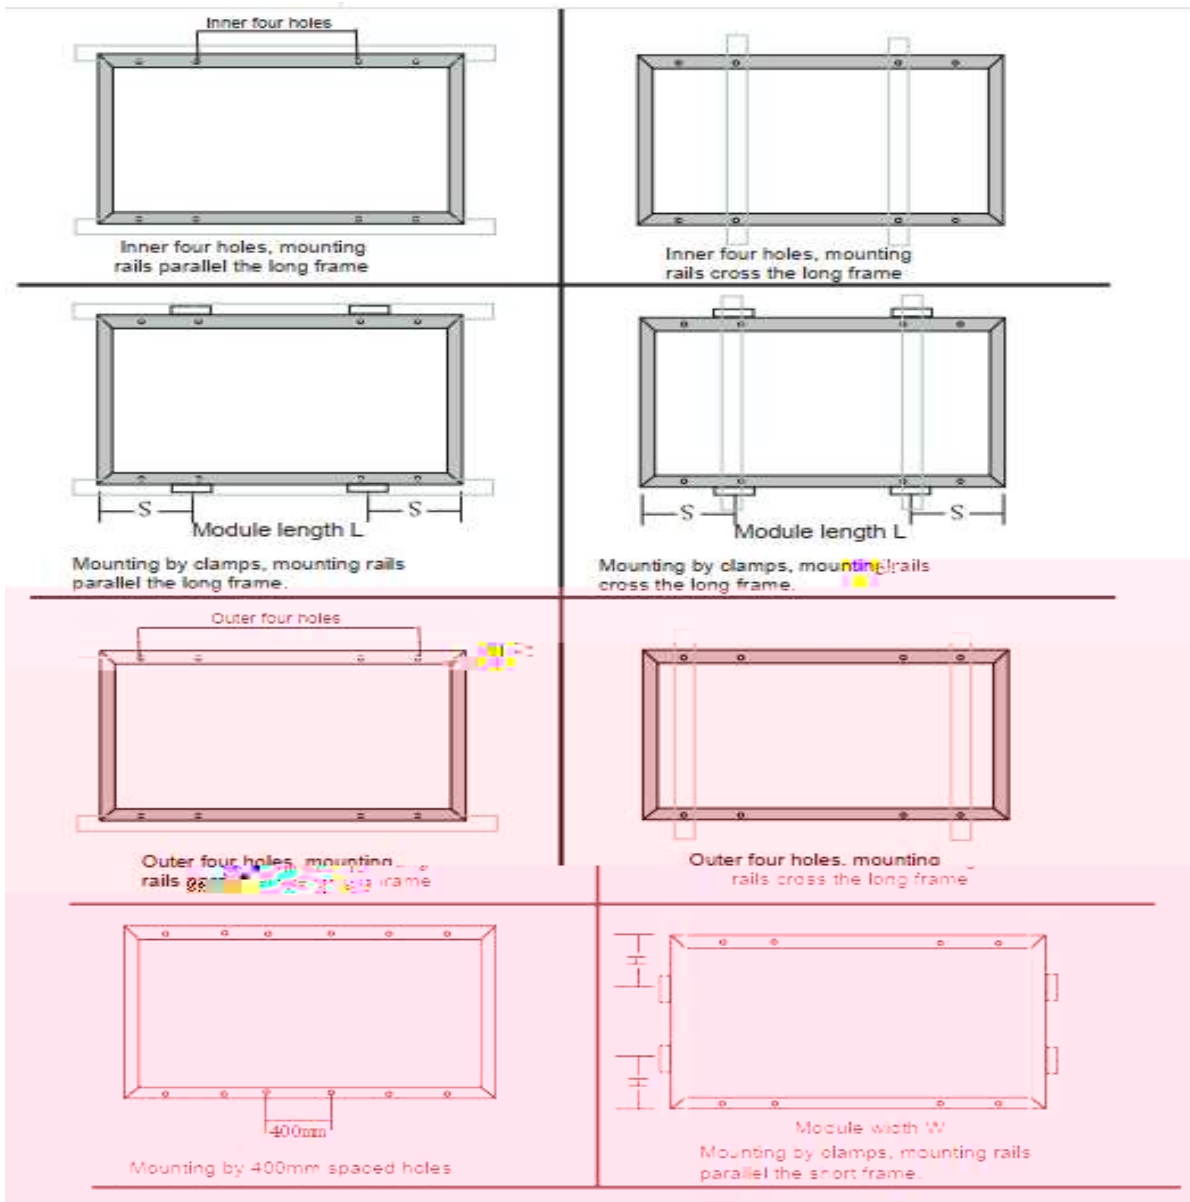 Inner four holes
Inner four holes, mounting
rails parallel the long frame
Inner four holes, mounting
rails cross the long frame
S
S
Module length L
Mounting by clamps, mounting rails
parallel the long frame.
S
S
Module length L
Mounting by clamps, mounting rails
cross the long frame.
Outer four holes
Outer four holes, mounting
rails frame
Outer four holes, mounting
rails cross the long frame
400mm
Mounting by 400mm spaced holes
H
H
Module width W
Mounting by clamps, mounting rails
parallel the short frame.